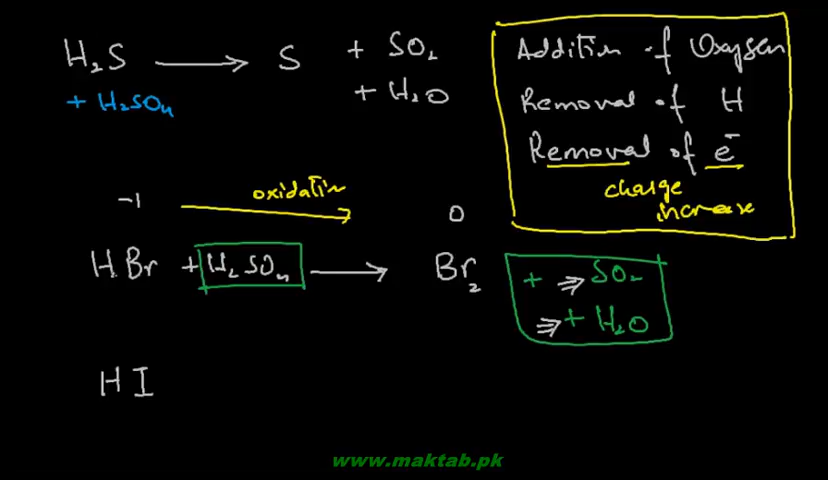 H₂S ⟶ S + SO₂
+ H₂SO₄ + H₂O
Addition of Oxygen
Removal of H
Removal of e⁻
charge
increase
-1 oxidation 0
HBr + H₂SO₄ ⟶ Br₂ + ⇒ SO₂
⇒ + H₂O
HI
www.maktab.pk